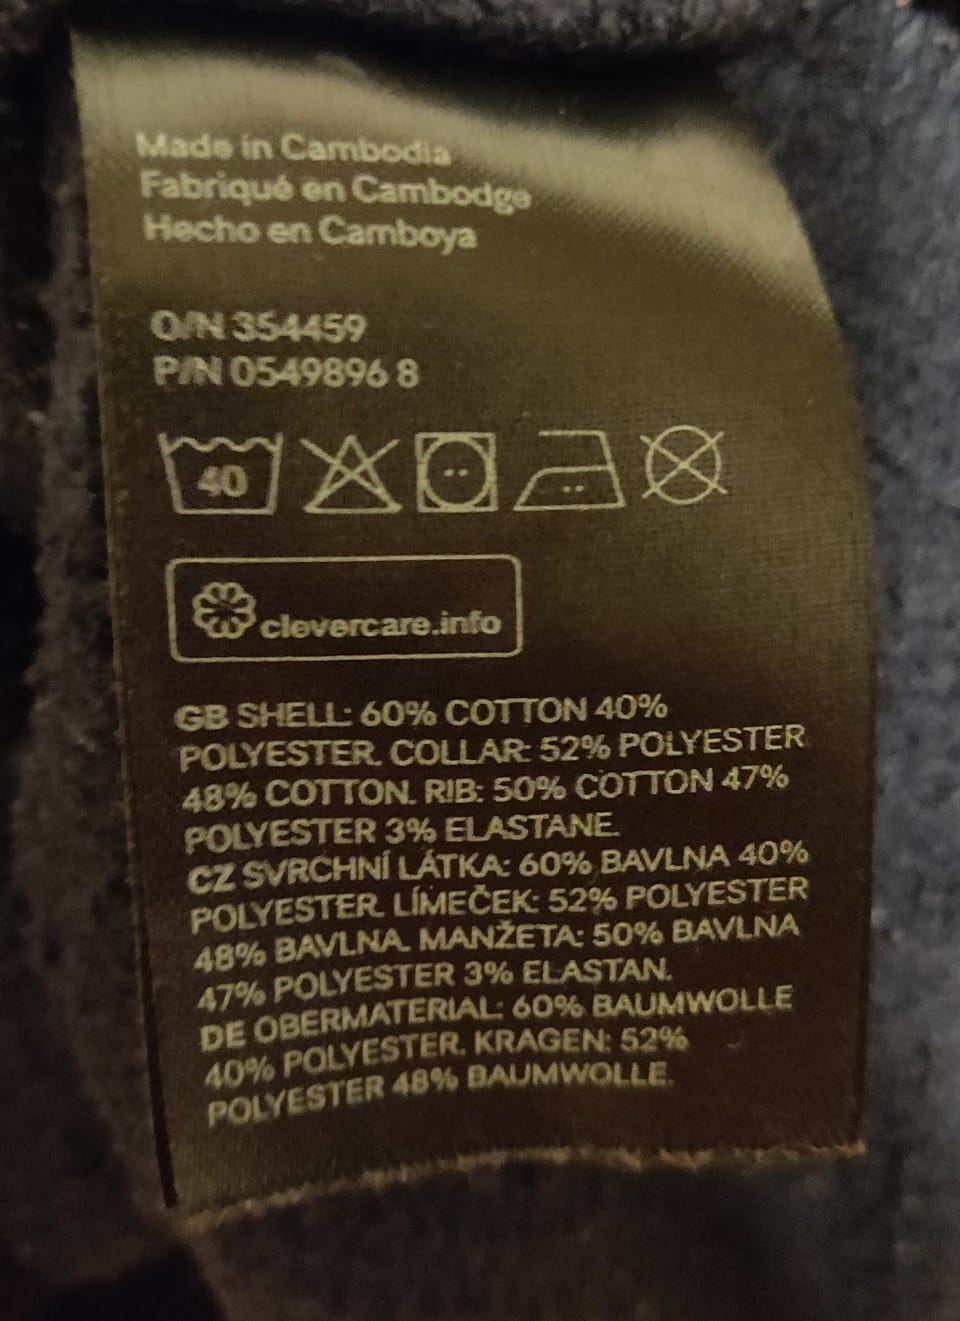 Made in Cambodia
Fabriqué en Cambodge
Hecho en Camboya
O/N 354459
P/N 0549896 8
40
clevercare.info
GB SHELL: 60% COTTON 40%
POLYESTER. COLLAR: 52% POLYESTER
48% COTTON. RIB: 50% COTTON 47%
POLYESTER 3% ELASTANE.
CZ SVRCHNÍ LÁTKA: 60% BAVLNA 40%
POLYESTER. LÍMEČEK: 52% POLYESTER
48% BAVLNA. MANŽETA: 50% BAVLNA
47% POLYESTER 3% ELASTAN.
DE OBERMATERIAL: 60% BAUMWOLLE
40% POLYESTER. KRAGEN: 52%
POLYESTER 48% BAUMWOLLE.